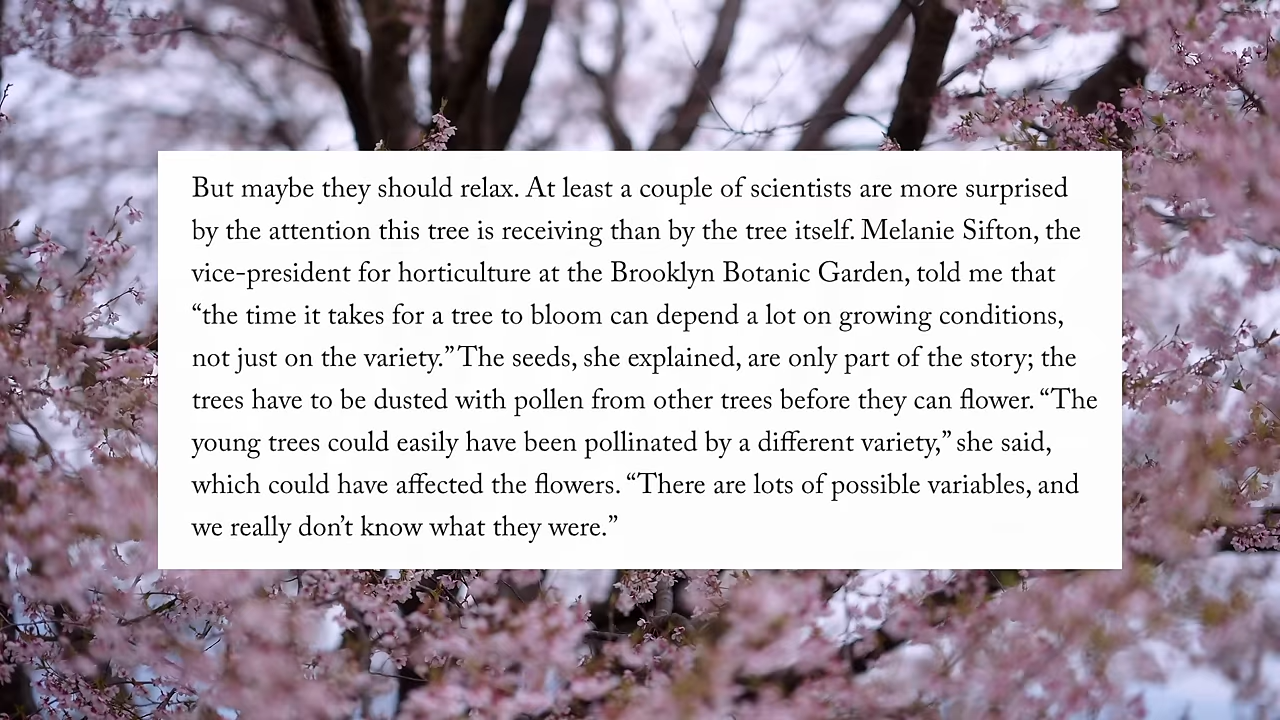 But maybe they should relax. At least a couple of scientists are more surprised
by the attention this tree is receiving than by the tree itself. Melanie Sifton, the
vice-president for horticulture at the Brooklyn Botanic Garden, told me that
“the time it takes for a tree to bloom can depend a lot on growing conditions,
not just on the variety.” The seeds, she explained, are only part of the story; the
trees have to be dusted with pollen from other trees before they can flower. “The
young trees could easily have been pollinated by a different variety,” she said,
which could have affected the flowers. “There are lots of possible variables, and
we really don’t know what they were.”